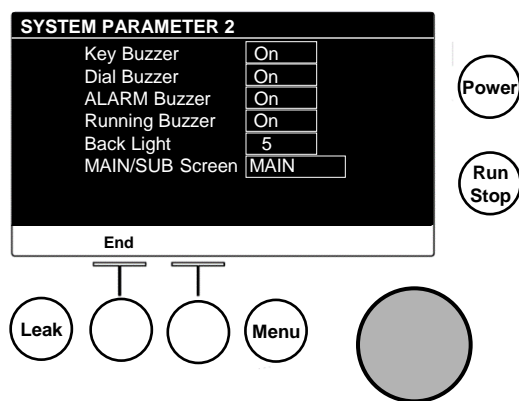 SYSTEM PARAMETER 2
Key Buzzer On
Dial Buzzer On
ALARM Buzzer On
Running Buzzer On
Back Light 5
MAIN/SUB Screen MAIN
End
Power
Run
Stop
Leak
Menu